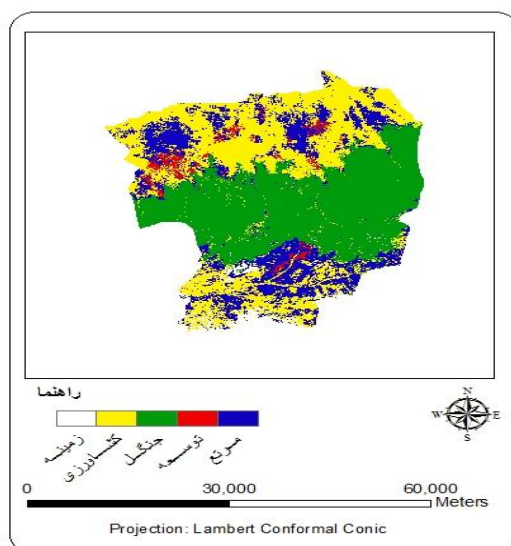 راهنما
زمینه
کشاورزی
جنگل
توسعه
مرتع
N
W E
S
0 30,000 60,000
Meters
Projection: Lambert Conformal Conic